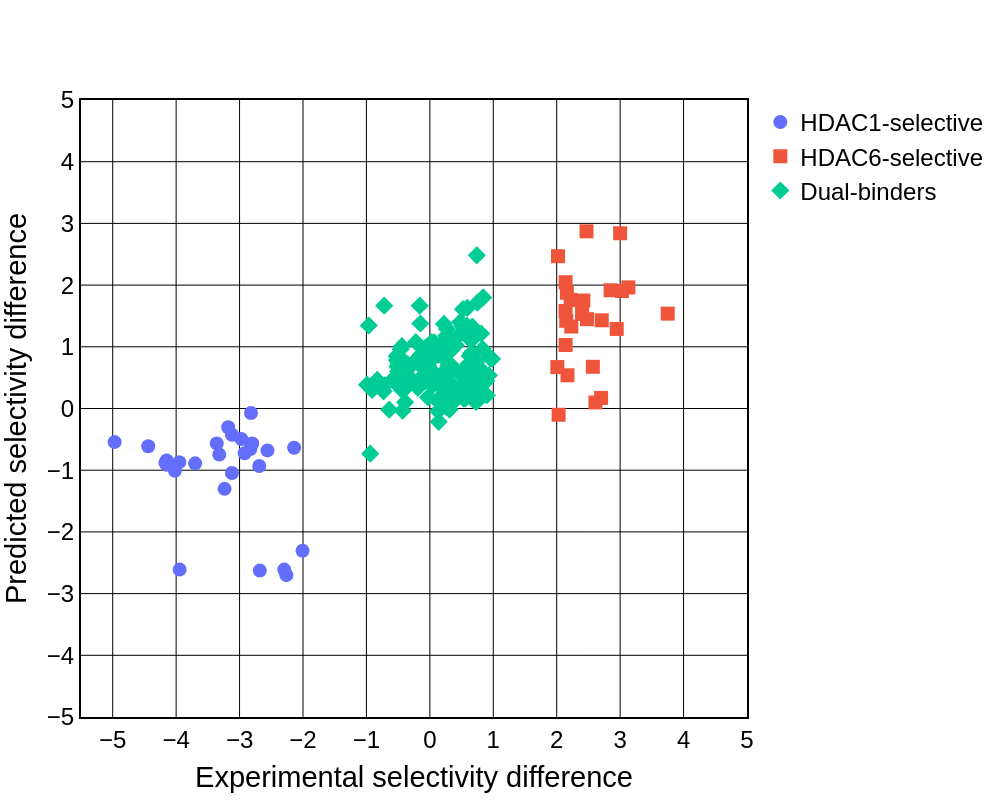 HDAC1-selective
HDAC6-selective
Dual-binders
5
4
3
2
1
0
−1
−2
−3
−4
−5
Predicted selectivity difference
−5 −4 −3 −2 −1 0 1 2 3 4 5
Experimental selectivity difference